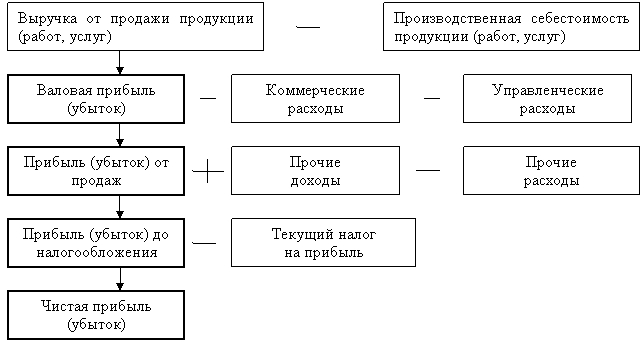 Выручка от продажи продукции
(работ, услуг)
Производственная себестоимость
продукции (работ, услуг)
Валовая прибыль
(убыток)
Коммерческие
расходы
Управленческие
расходы
Прибыль (убыток) от
продаж
Прочие
доходы
Прочие
расходы
Прибыль (убыток) до
налогообложения
Текущий налог
на прибыль
Чистая прибыль
(убыток)